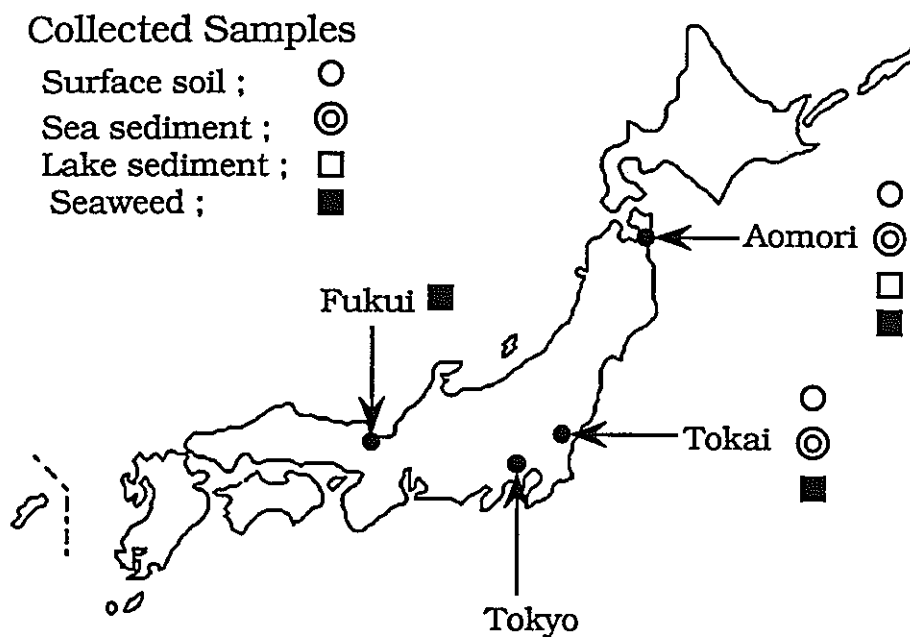 Collected Samples
Surface soil ;
Sea sediment ;
Lake sediment ;
Seaweed ;
Aomori
Fukui
Tokai
Tokyo